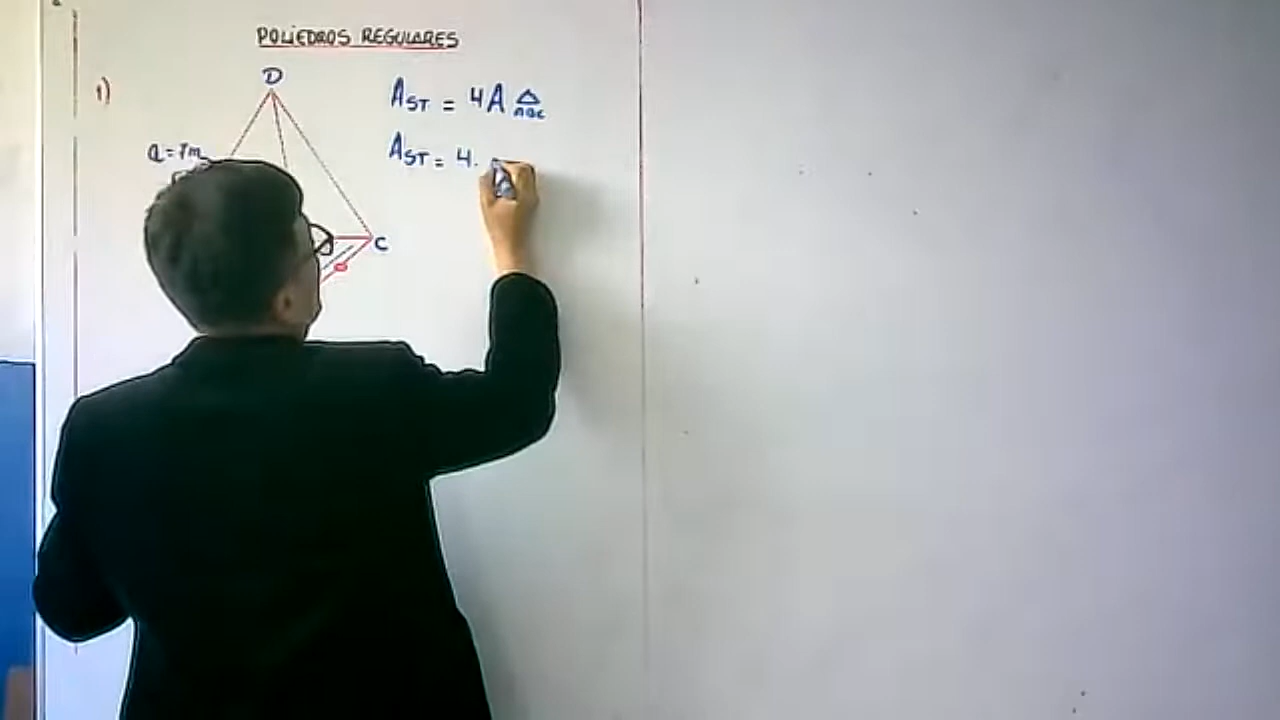 POLIEDROS REGULARES
1)
D
A_ST = 4A △ABC
a=7m
A_ST = 4.
C